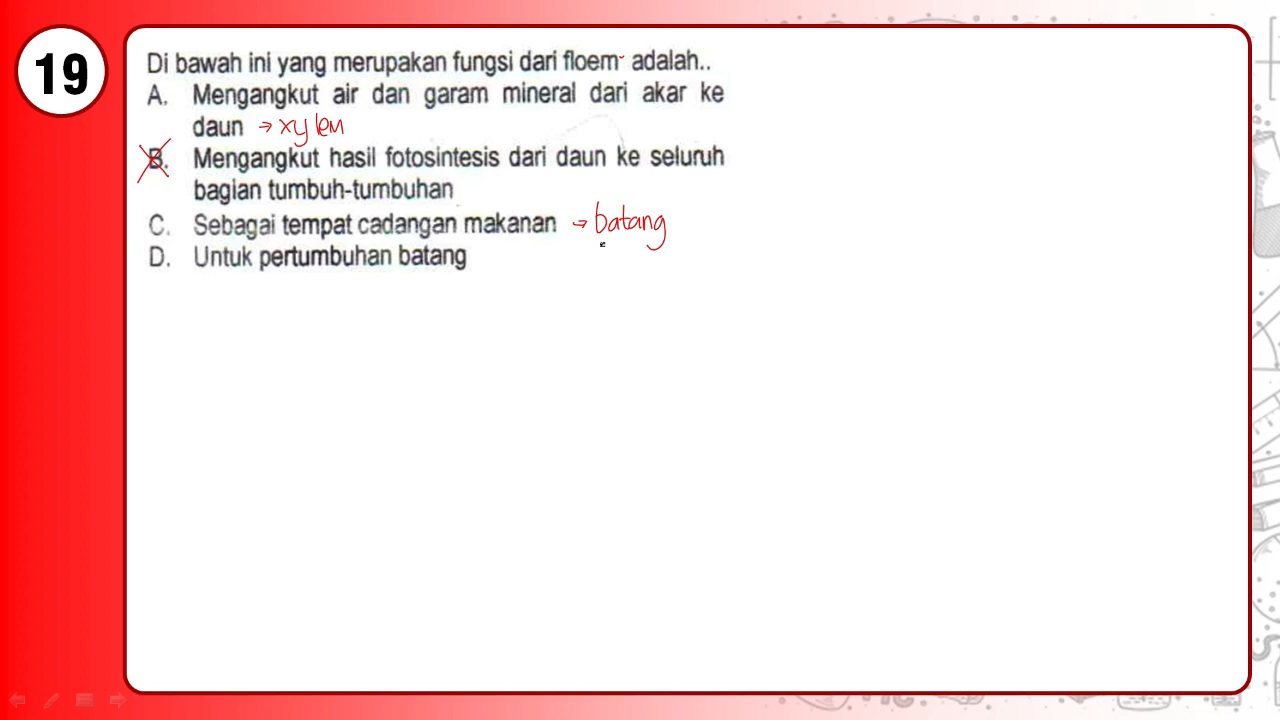 19
Di bawah ini yang merupakan fungsi dari floem adalah..
A. Mengangkut air dan garam mineral dari akar ke
daun → xylem
B. Mengangkut hasil fotosintesis dari daun ke seluruh
bagian tumbuh-tumbuhan
C. Sebagai tempat cadangan makanan → batang
D. Untuk pertumbuhan batang